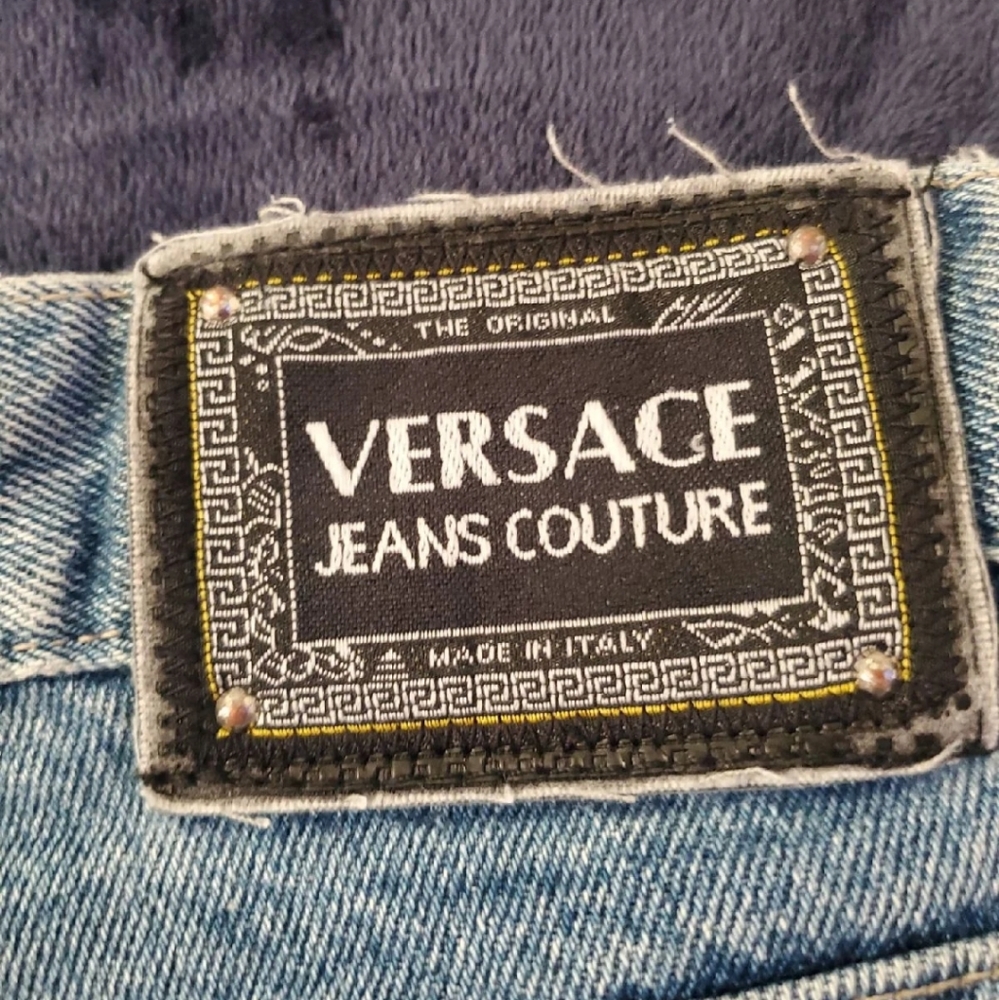 THE ORIGINAL
VERSACE
JEANS COUTURE
MADE IN ITALY